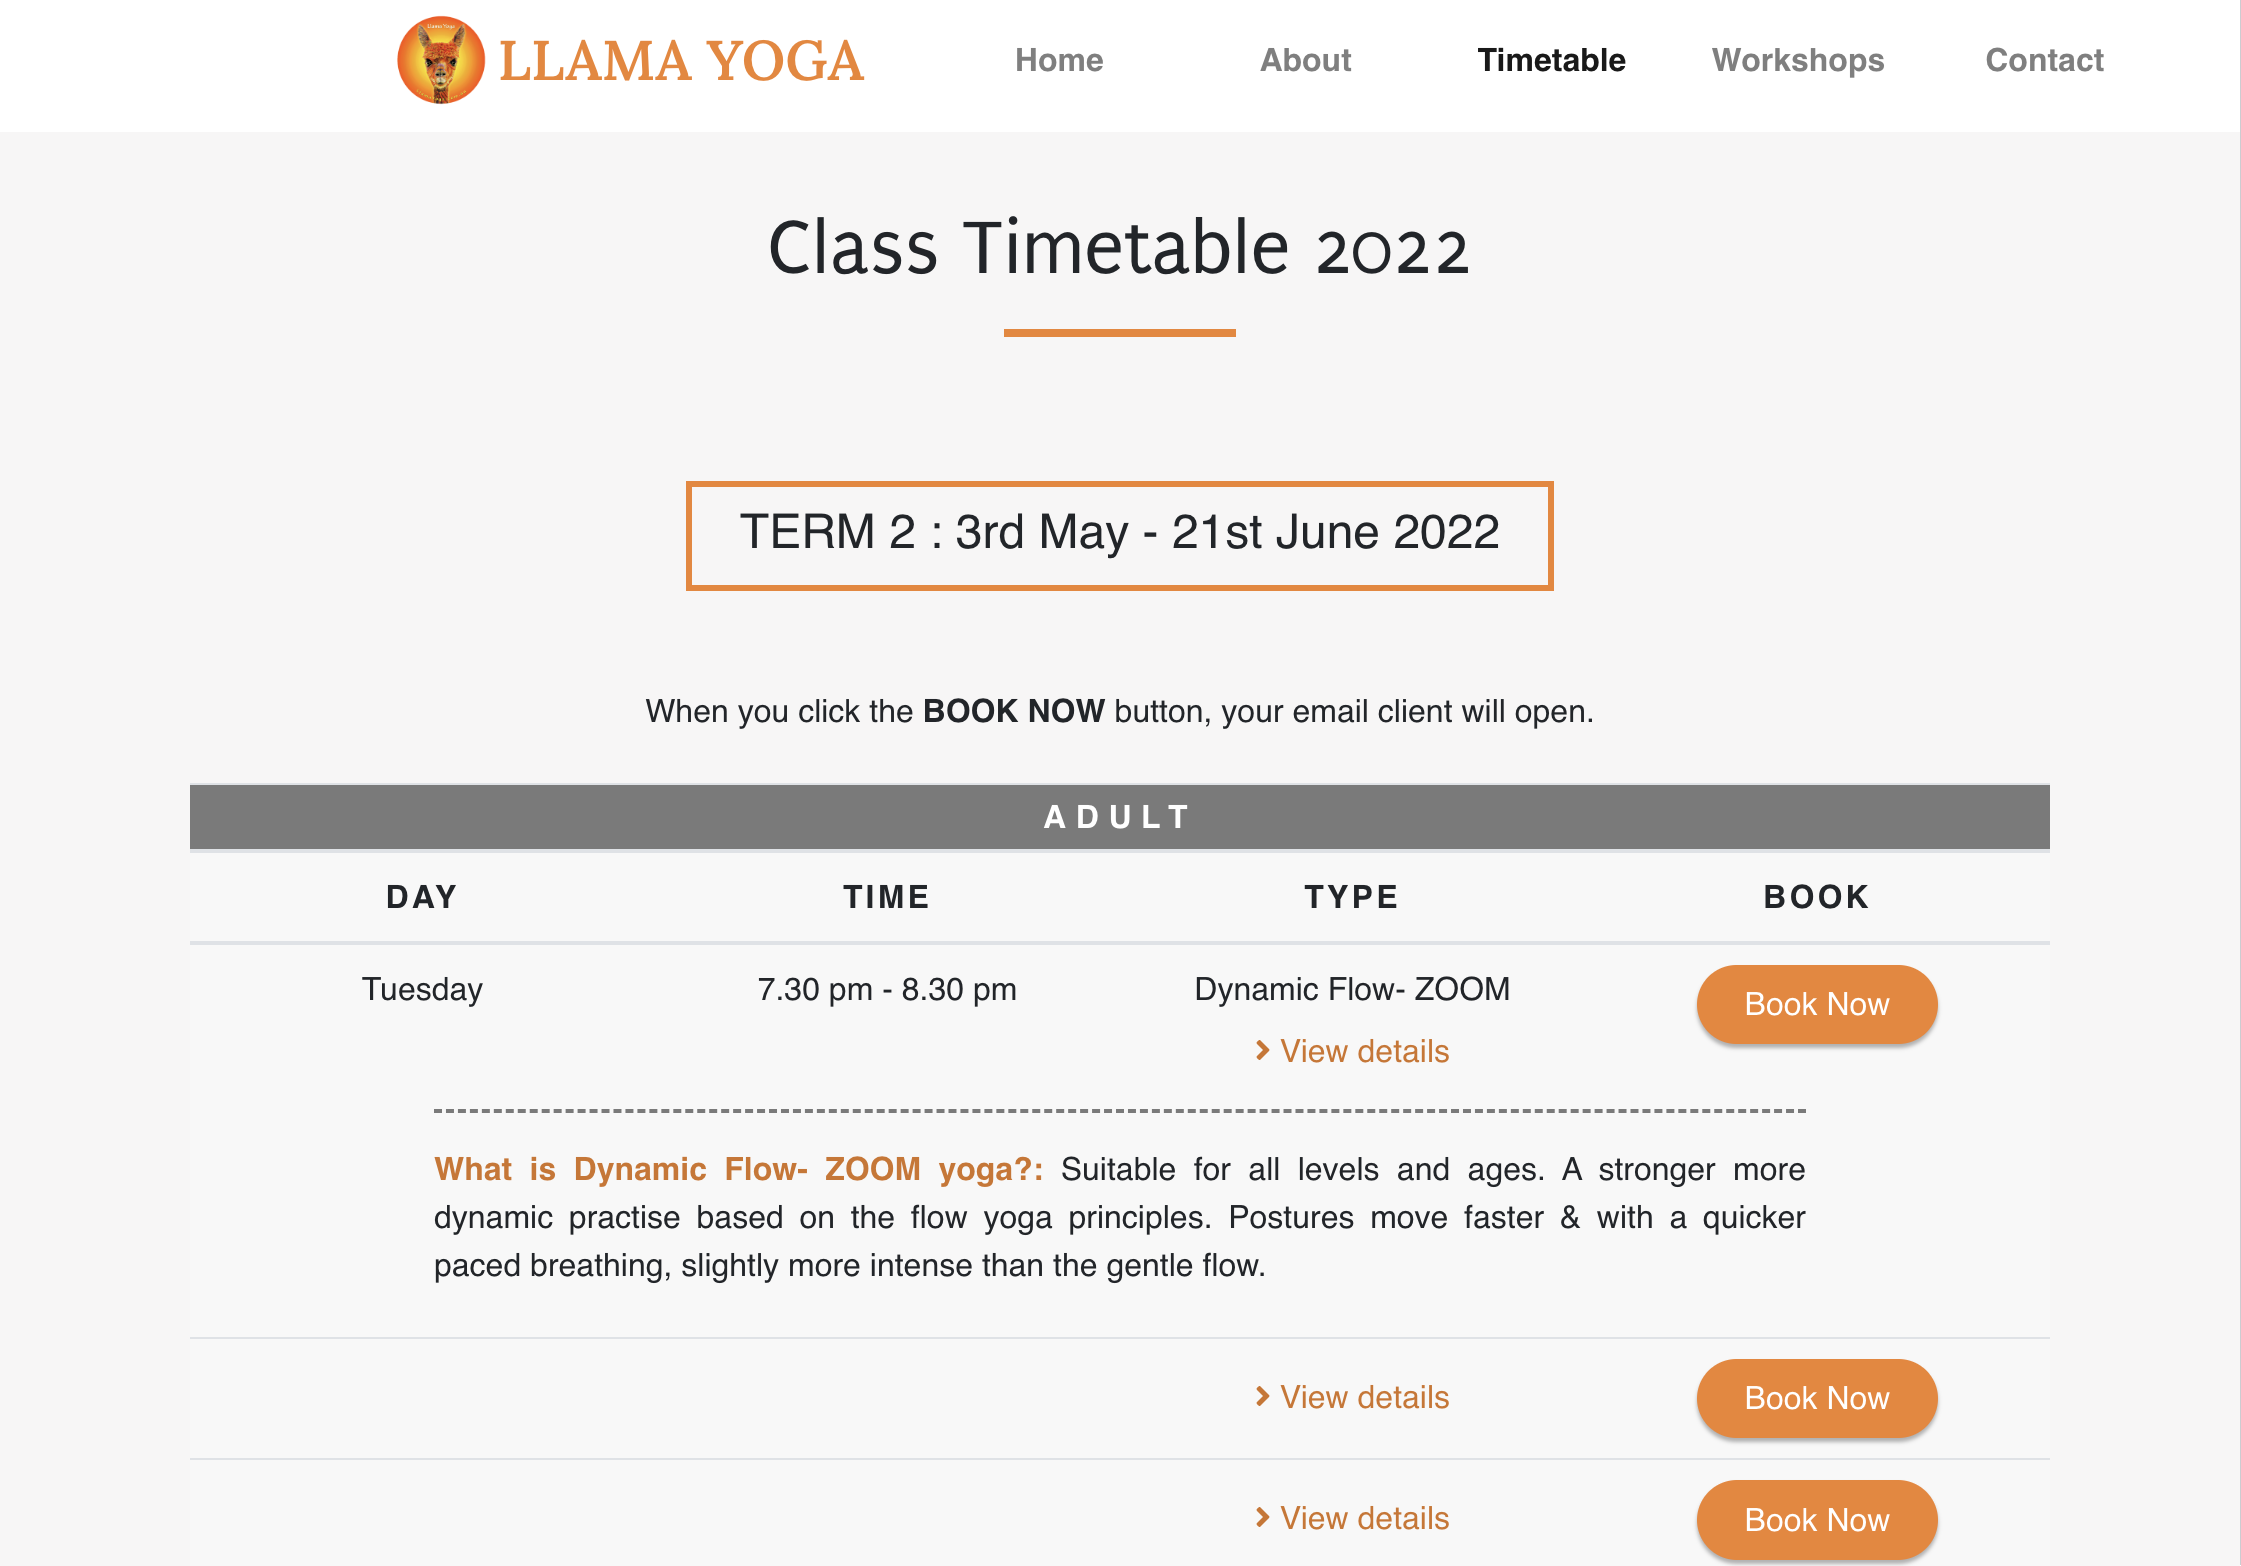 LLAMA YOGA
Home About Timetable Workshops Contact
Class Timetable 2022
TERM 2 : 3rd May - 21st June 2022
When you click the BOOK NOW button, your email client will open.
ADULT
DAY TIME TYPE BOOK
Tuesday 7.30 pm - 8.30 pm Dynamic Flow- ZOOM Book Now
View details
What is Dynamic Flow- ZOOM yoga?: Suitable for all levels and ages. A stronger more
dynamic practise based on the flow yoga principles. Postures move faster & with a quicker
paced breathing, slightly more intense than the gentle flow.
View details Book Now
View details Book Now